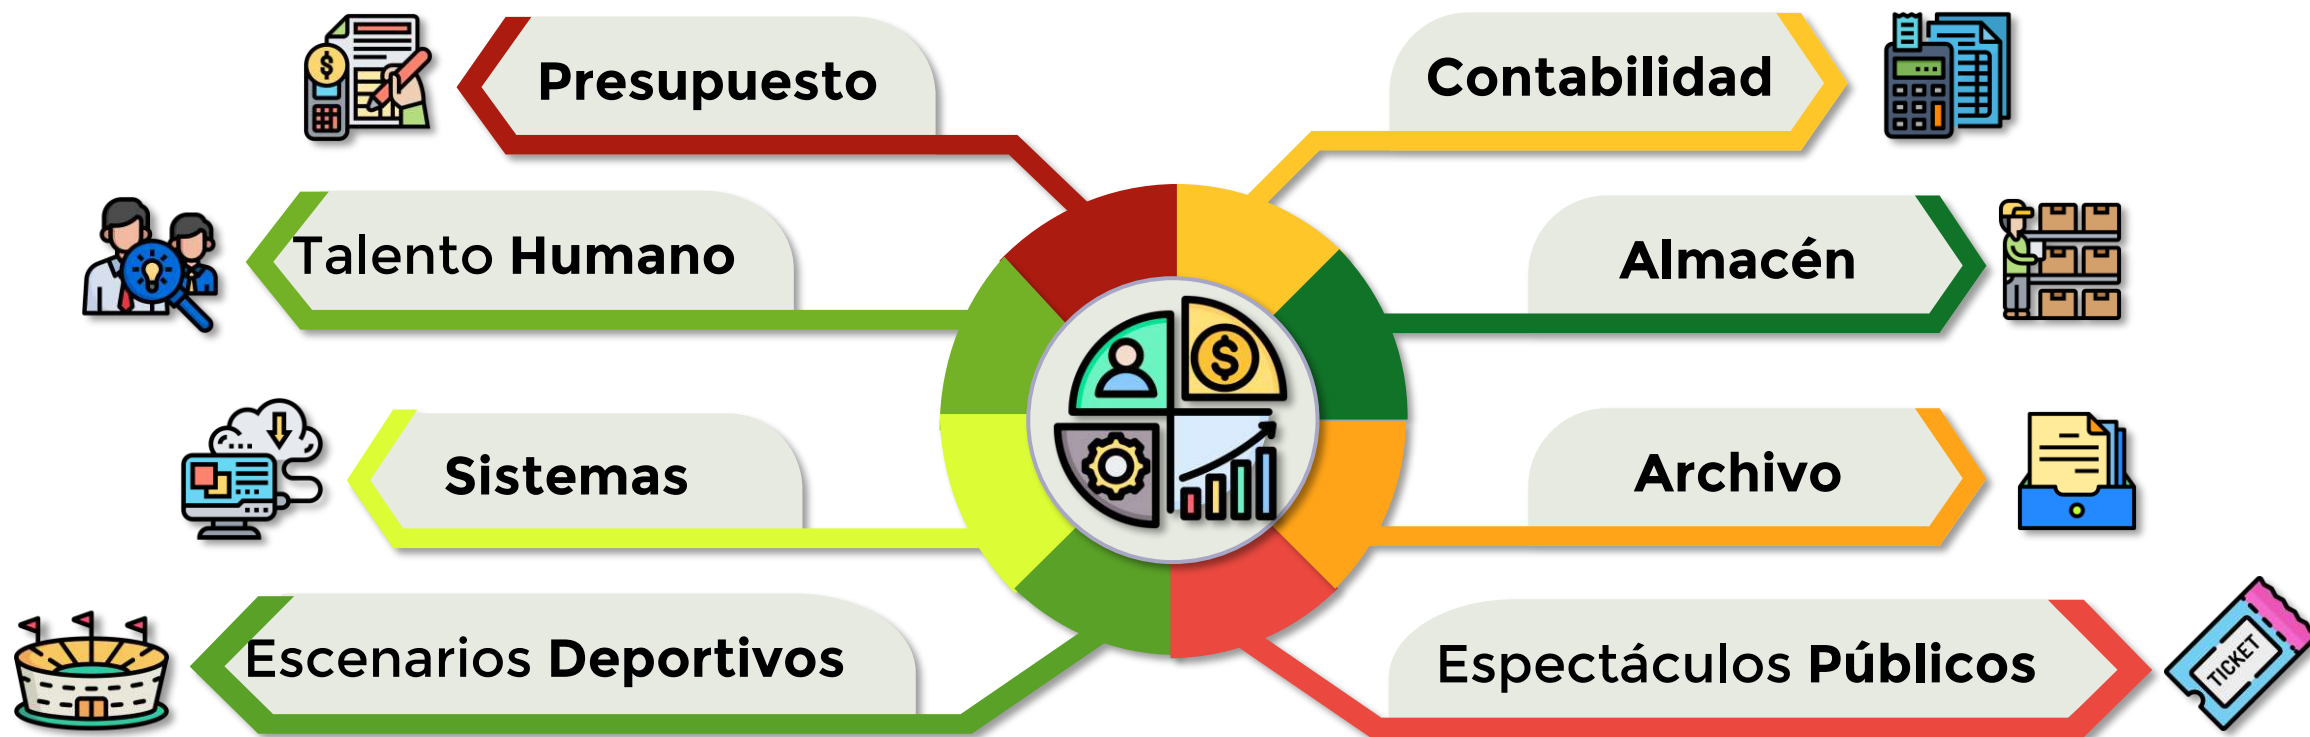 Presupuesto
Contabilidad
Talento Humano
Almacén
Sistemas
Archivo
Escenarios Deportivos
Espectáculos Públicos
TICKET